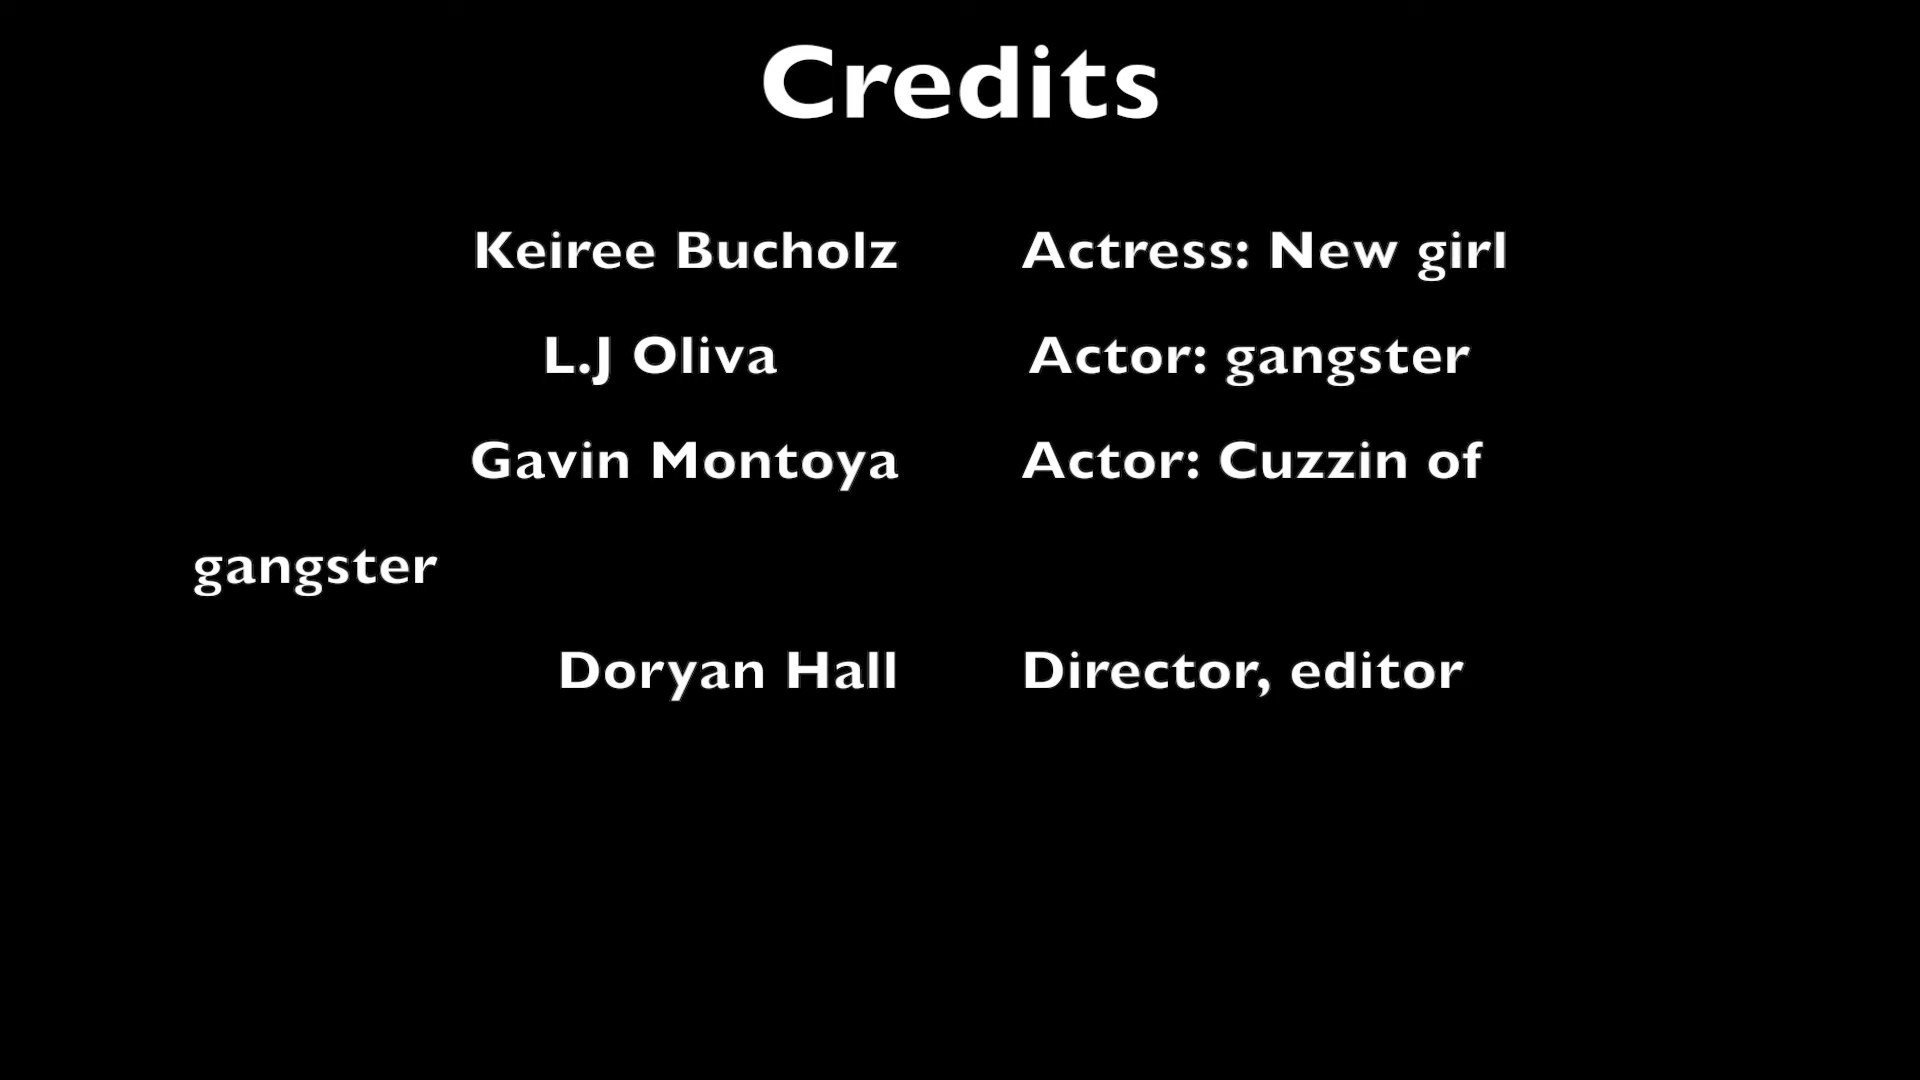 Credits
Keiree Bucholz Actress: New girl
L.J Oliva Actor: gangster
Gavin Montoya Actor: Cuzzin of
gangster
Doryan Hall Director, editor